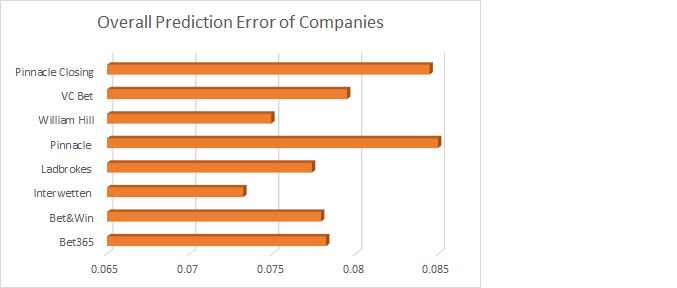 Overall Prediction Error of Companies
Pinnacle Closing
VC Bet
William Hill
Pinnacle
Ladbrokes
Interwetten
Bet&Win
Bet365
0.065 0.07 0.075 0.08 0.085